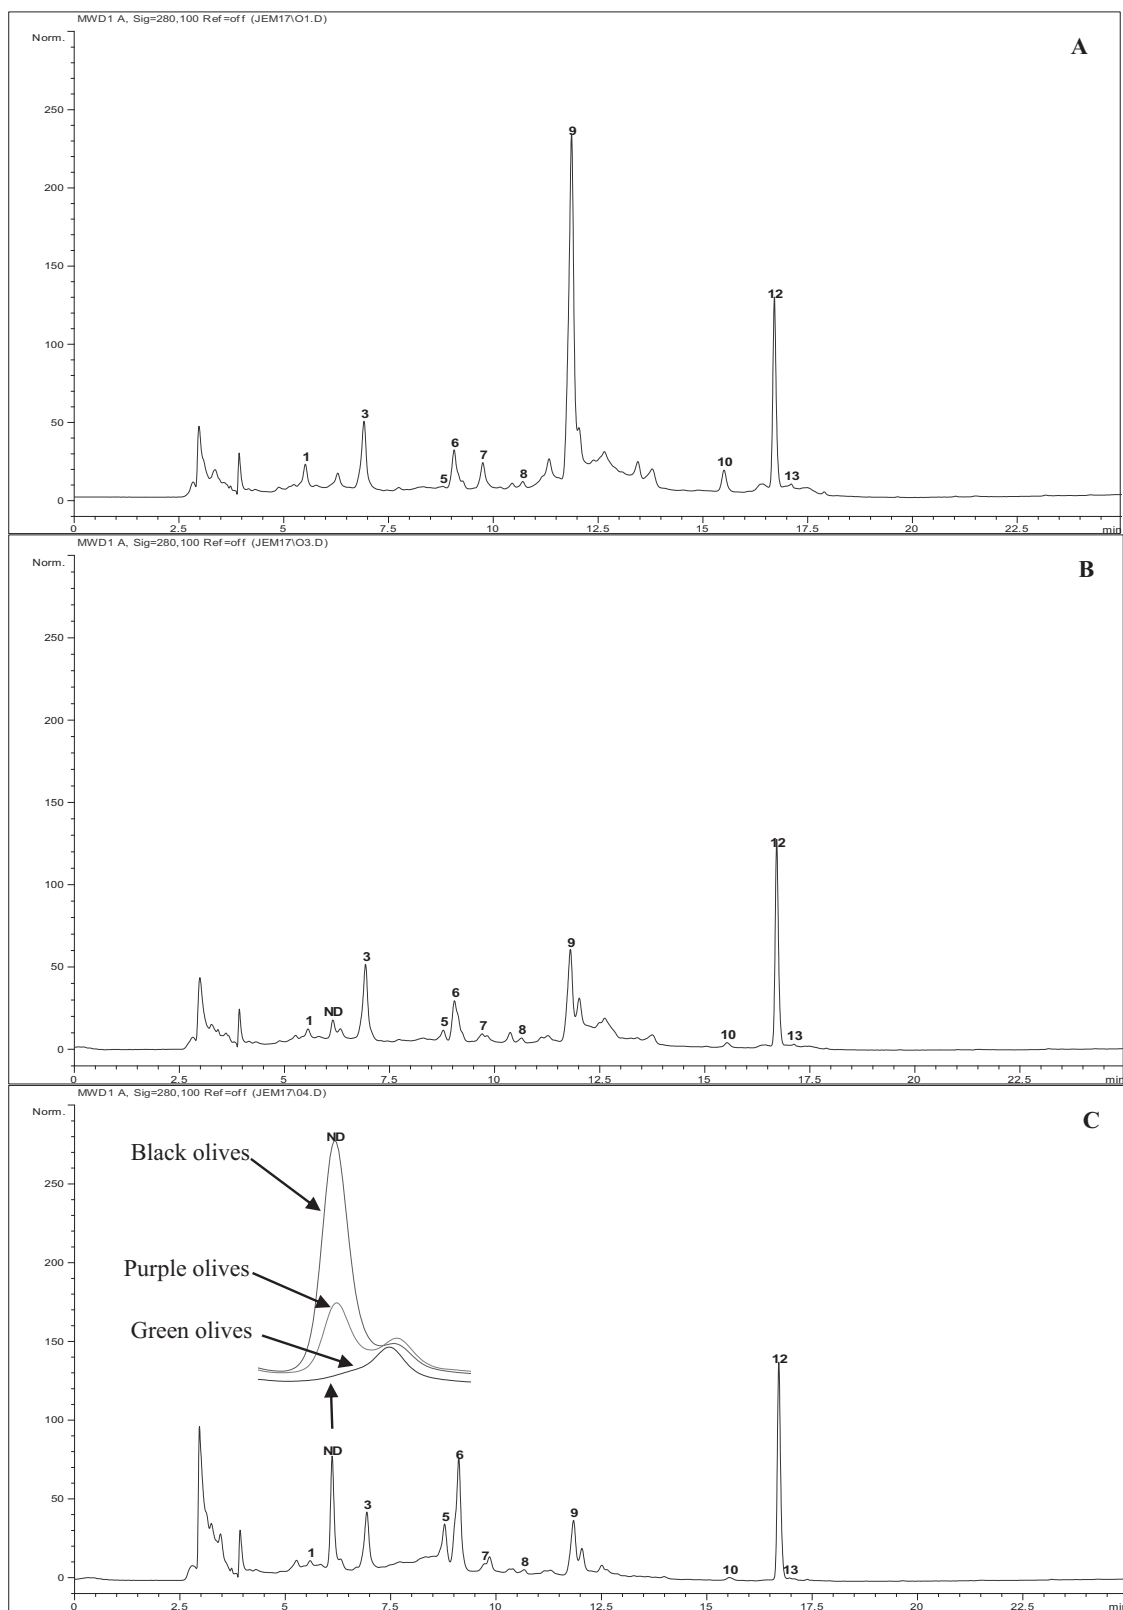 MWD1 A, Sig=280,100 Ref=off (JEM17\O1.D)
Norm.
A
250
200
150
100
50
0
9
12
3
1
6
7
5
8
10
13
0 2.5 5 7.5 10 12.5 15 17.5 20 22.5 min
MWD1 A, Sig=280,100 Ref=off (JEM17\O3.D)
Norm.
B
250
200
150
100
50
0
12
9
3
6
ND
1
5
7
8
10
13
0 2.5 5 7.5 10 12.5 15 17.5 20 22.5 min
MWD1 A, Sig=280,100 Ref=off (JEM17\04.D)
Norm.
C
ND
Black olives
250
Purple olives
200
Green olives
150
12
100
ND
6
50
3
5
9
1
7
8
10
13
0
0 2.5 5 7.5 10 12.5 15 17.5 20 22.5 min